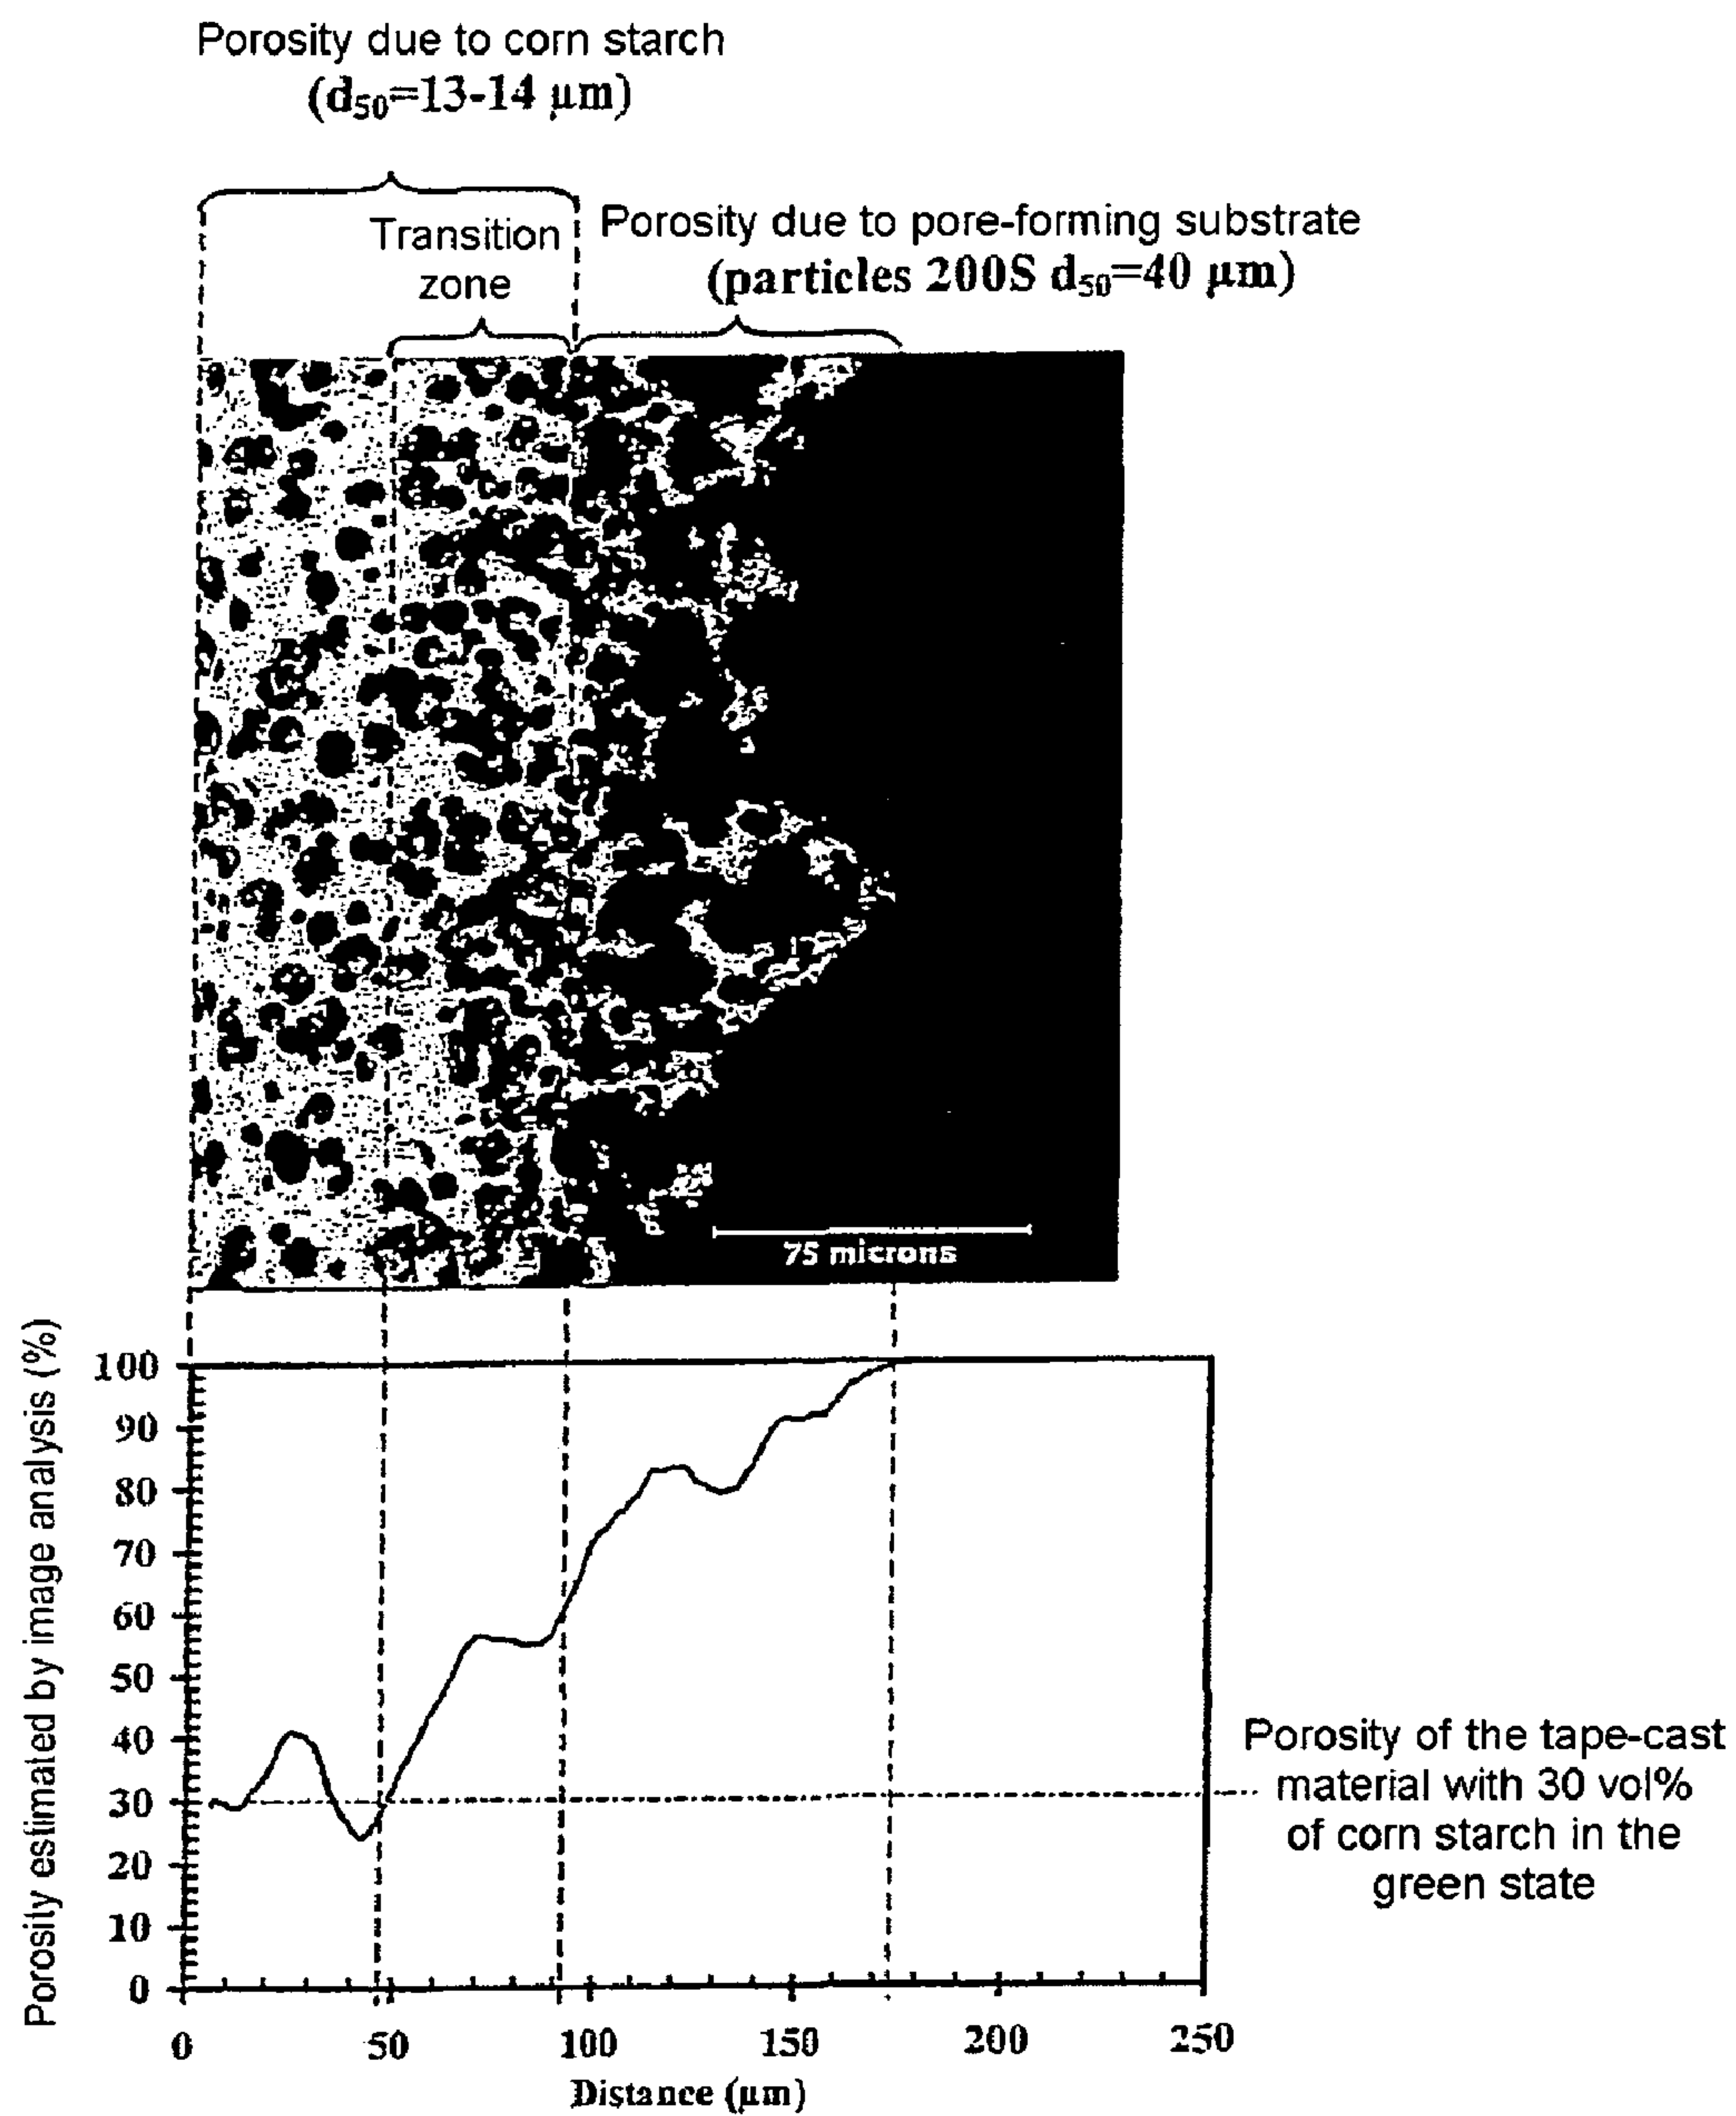 Porosity due to corn starch
(d₅₀=13-14 µm)
Transition
zone
Porosity due to pore-forming substrate
(particles 200S d₅₀=40 µm)
75 microns
Porosity estimated by image analysis (%)
100
90
80
70
60
50
40
30
20
10
0
0 50 100 150 200 250
Distance (µm)
Porosity of the tape-cast
material with 30 vol%
of corn starch in the
green state